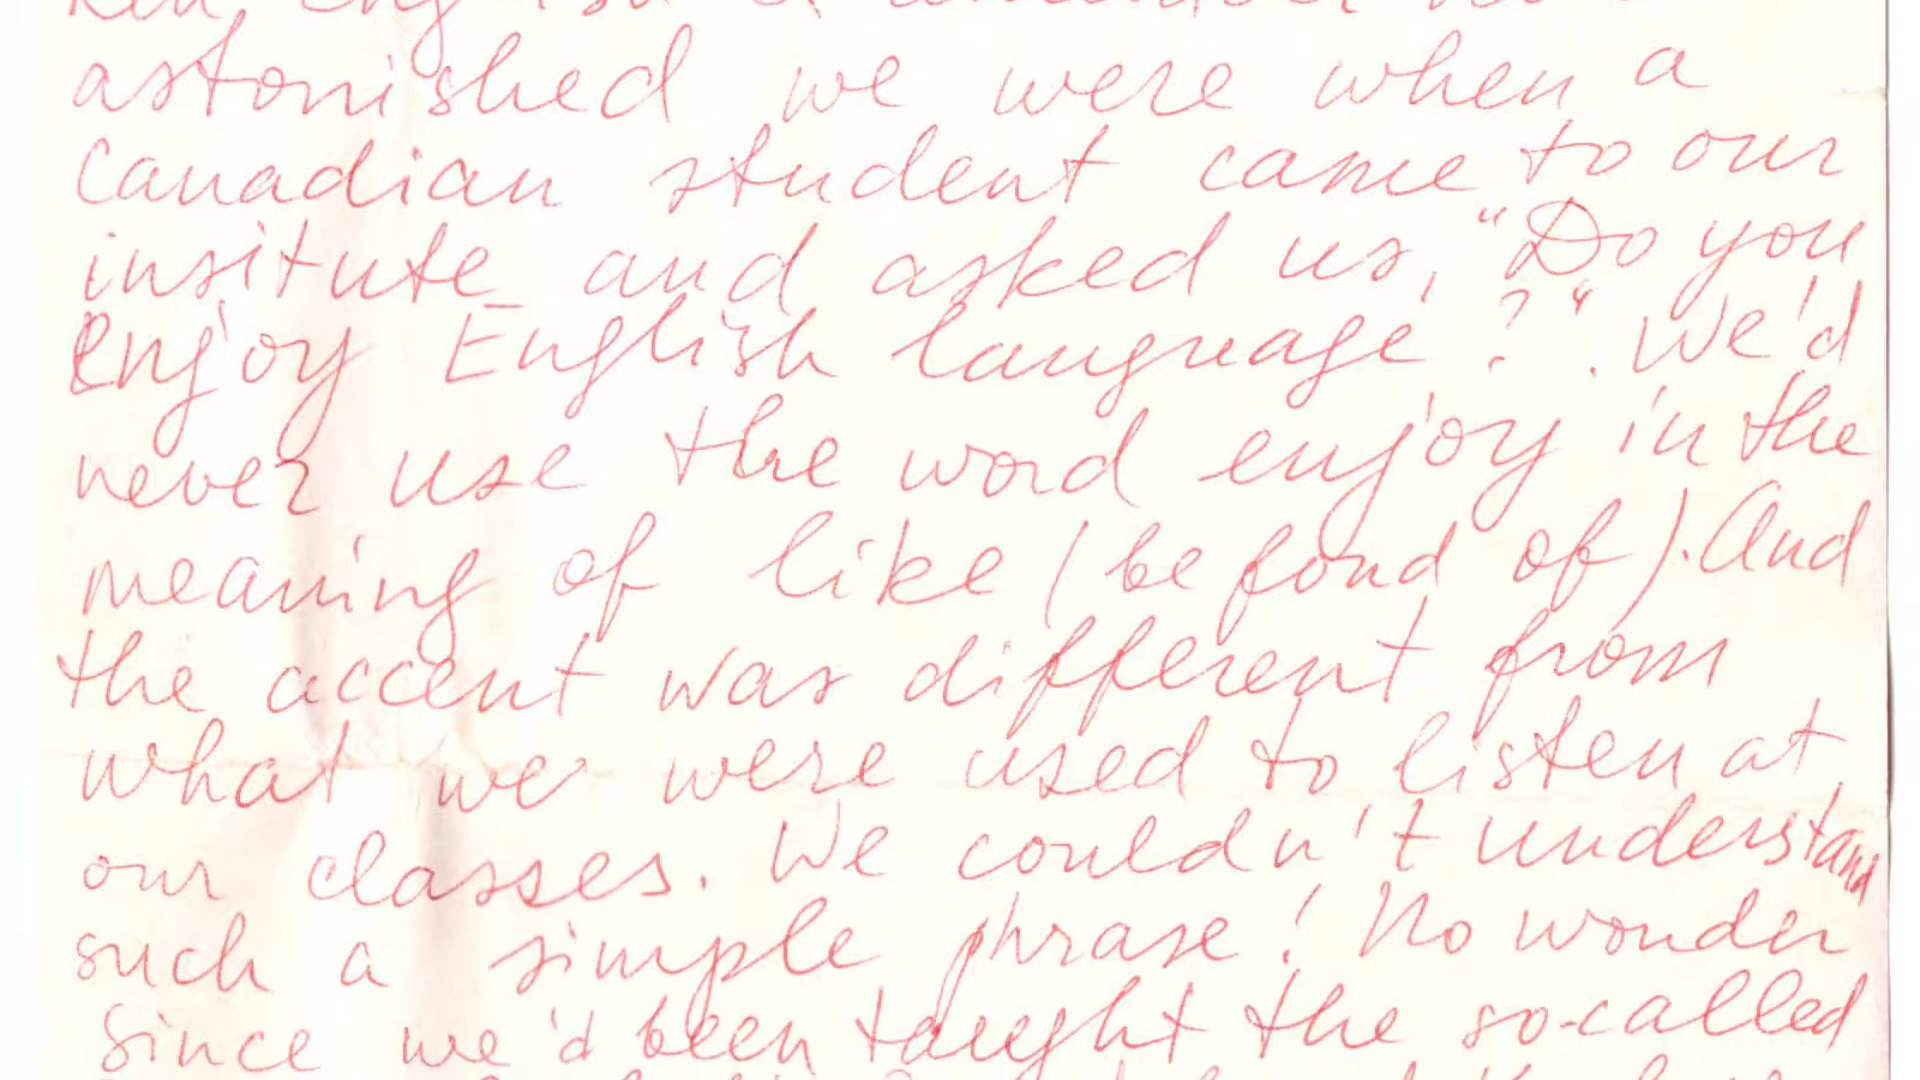 English I remember
astonished we were when a
Canadian student came to our
insitute and asked us, "Do you
enjoy English language?". We'd
never use the word enjoy in the
meaning of like (be fond of). And
the accent was different from
what we were used to listen at
our classes. We couldn't understand
such a simple phrase! No wonder
since we'd been taught the so-called